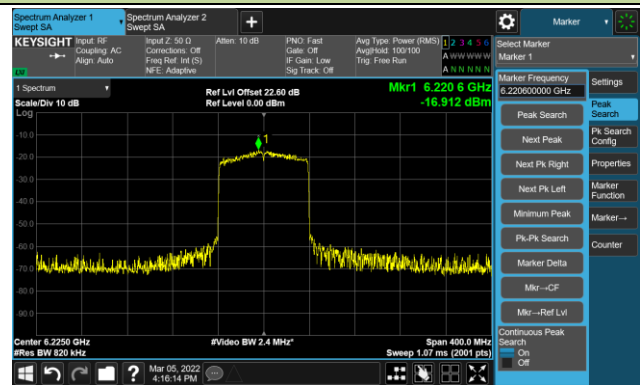 Spectrum Analyzer 1
Swept SA
Spectrum Analyzer 2
Swept SA
+
Marker
KEYSIGHT
Input: RF
Coupling: AC
Align: Auto
Input Z: 50 Ω
Corrections: Off
Freq Ref: Int (S)
NFE: Adaptive
Atten: 10 dB
PNO: Fast
Gate: Off
IF Gain: Low
Sig Track: Off
Avg Type: Power (RMS)
Avg|Hold: 100/100
Trig: Free Run
1 2 3 4 5 6
A W W W W W
A N N N N N
Select Marker
Marker 1
1 Spectrum
Scale/Div 10 dB
Log
Ref Lvl Offset 22.60 dB
Ref Level 0.00 dBm
Mkr1 6.220 6 GHz
-16.912 dBm
-10.0
-20.0
-30.0
-40.0
-50.0
-60.0
-70.0
-80.0
-90.0
1
Center 6.2250 GHz
#Res BW 820 kHz
#Video BW 2.4 MHz*
Span 400.0 MHz
Sweep 1.07 ms (2001 pts)
Marker Frequency
6.220600000 GHz
Peak Search
Next Peak
Next Pk Right
Next Pk Left
Minimum Peak
Pk-Pk Search
Marker Delta
Mkr→CF
Mkr→Ref Lvl
Continuous Peak
Search
On
Off
Settings
Peak
Search
Pk Search
Config
Properties
Marker
Function
Marker→
Counter
?
Mar 05, 2022
4:16:14 PM